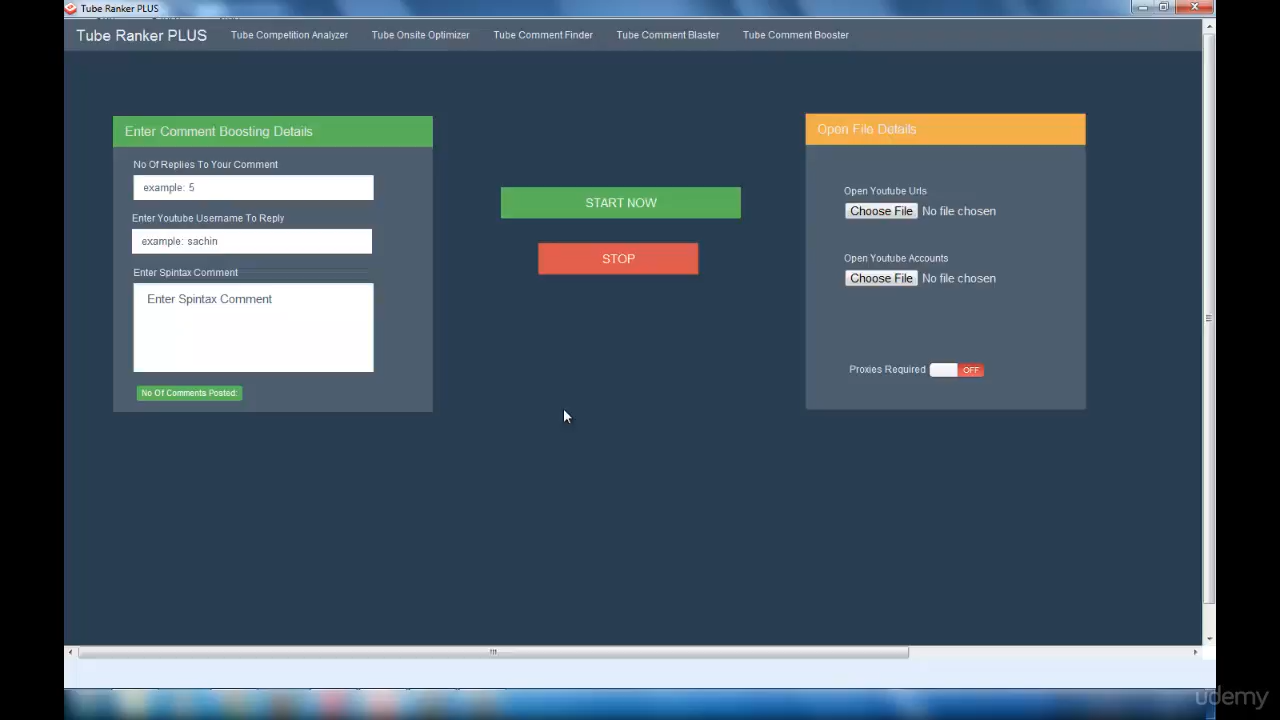 Tube Ranker PLUS
Tube Ranker PLUS Tube Competition Analyzer Tube Onsite Optimizer Tube Comment Finder Tube Comment Blaster Tube Comment Booster
Enter Comment Boosting Details
No Of Replies To Your Comment
example: 5
Enter Youtube Username To Reply
example: sachin
Enter Spintax Comment
Enter Spintax Comment
No Of Comments Posted:
START NOW
STOP
Open File Details
Open Youtube Urls
Choose File No file chosen
Open Youtube Accounts
Choose File No file chosen
Proxies Required OFF
udemy